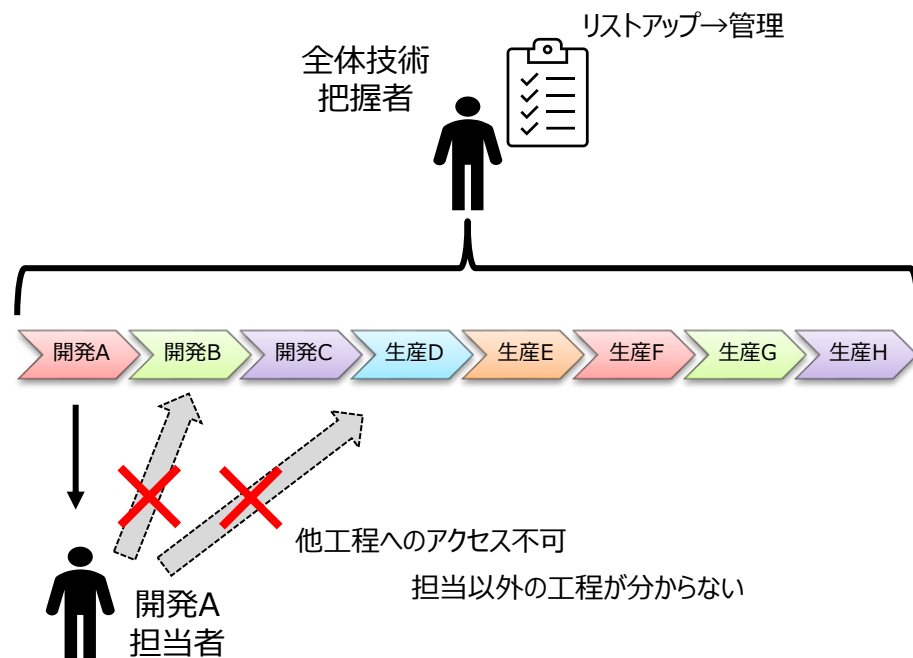 リストアップ→管理
全体技術
把握者
開発A
開発B
開発C
生産D
生産E
生産F
生産G
生産H
他工程へのアクセス不可
担当以外の工程が分からない
開発A
担当者